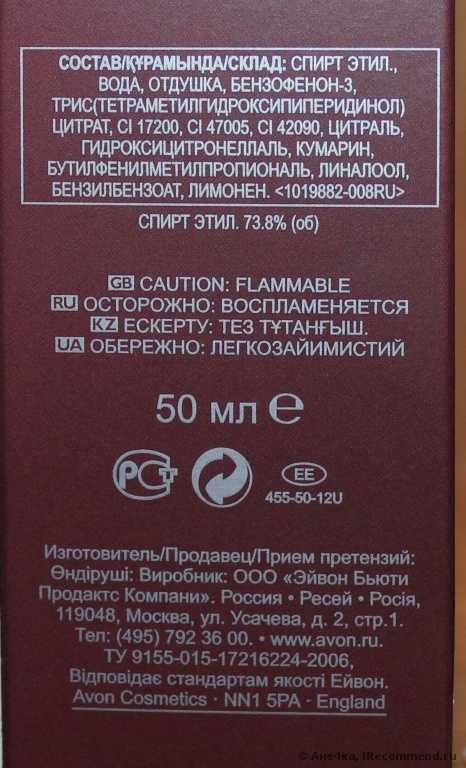 СОСТАВ/ҚҰРАМЫНДА/СКЛАД: СПИРТ ЭТИЛ.,
ВОДА, ОТДУШКА, БЕНЗОФЕНОН-3,
ТРИС(ТЕТРАМЕТИЛГИДРОКСИПИПЕРИДИНОЛ)
ЦИТРАТ, CI 17200, CI 47005, CI 42090, ЦИТРАЛЬ,
ГИДРОКСИЦИТРОНЕЛЛАЛЬ, КУМАРИН,
БУТИЛФЕНИЛМЕТИЛПРОПИОНАЛЬ, ЛИНАЛООЛ,
БЕНЗИЛБЕНЗОАТ, ЛИМОНЕН. <1019882-008RU>
СПИРТ ЭТИЛ. 73.8% (об)
GB CAUTION: FLAMMABLE
RU ОСТОРОЖНО: ВОСПЛАМЕНЯЕТСЯ
KZ ЕСКЕРТУ: ТЕЗ ТҰТАНҒЫШ.
UA ОБЕРЕЖНО: ЛЕГКОЗАЙИМИСТИЙ
50 мл e
РСТ
EE
455-50-12U
Изготовитель/Продавец/Прием претензий:
Өндіруші: Виробник: ООО «Эйвон Бьюти
Продактс Компани». Россия • Ресей • Росія,
119048, Москва, ул. Усачева, д. 2, стр.1.
Тел: (495) 792 36 00. • www.avon.ru.
ТУ 9155-015-17216224-2006,
Відповідає стандартам якості Ейвон.
Avon Cosmetics · NN1 5PA · England
© Ане4ка, IRecommend.ru